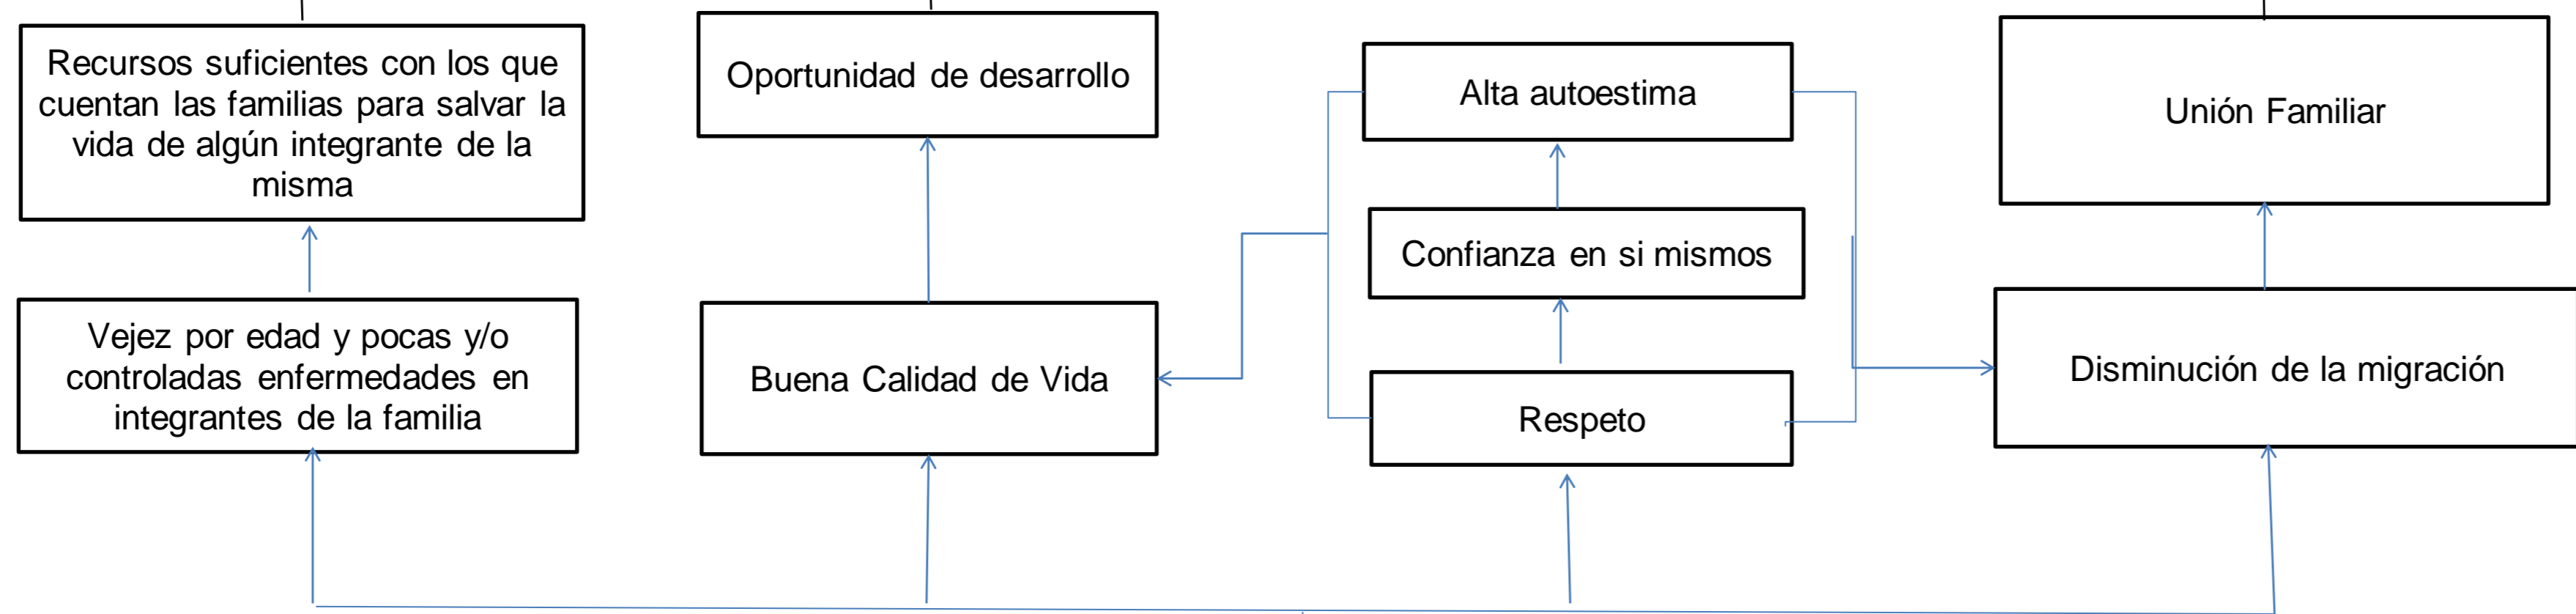 Recursos suficientes con los que
cuentan las familias para salvar la
vida de algún integrante de la
misma
Oportunidad de desarrollo
Alta autoestima
Unión Familiar
Confianza en si mismos
Vejez por edad y pocas y/o
controladas enfermedades en
integrantes de la familia
Buena Calidad de Vida
Respeto
Disminución de la migración